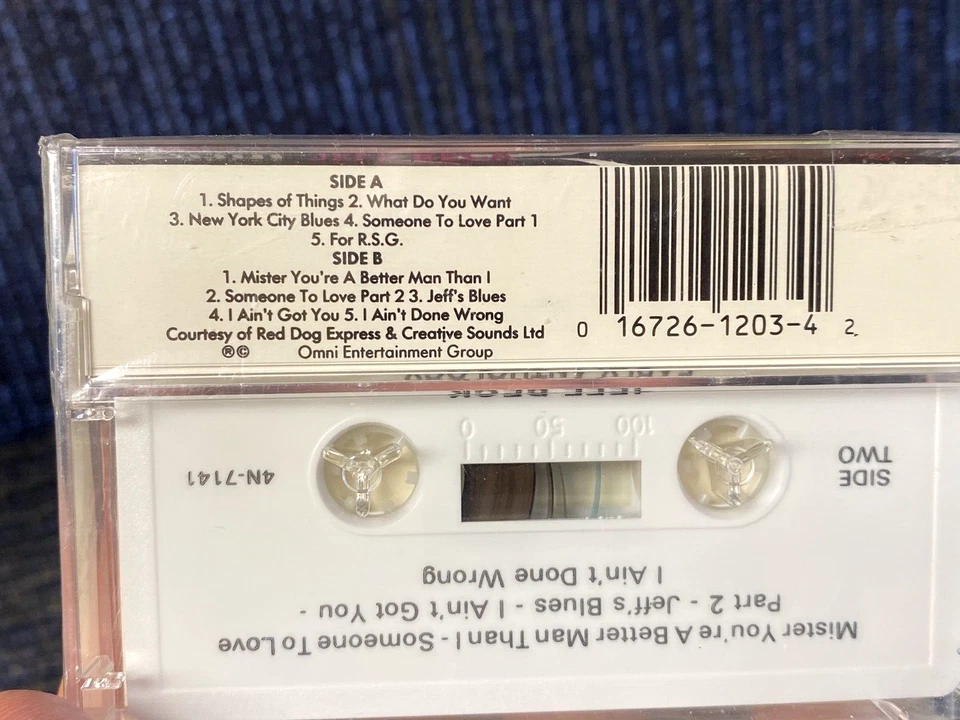 SIDE A
1. Shapes of Things 2. What Do You Want
3. New York City Blues 4. Someone To Love Part 1
5. For R.S.G.
SIDE B
1. Mister You're A Better Man Than I
2. Someone To Love Part 2 3. Jeff's Blues
4. I Ain't Got You 5. I Ain't Done Wrong
Courtesy of Red Dog Express & Creative Sounds Ltd
®© Omni Entertainment Group
0 16726-1203-4 2
Mister You're A Better Man Than I - Someone To Love
Part 2 - Jeff's Blues - I Ain't Got You -
I Ain't Done Wrong
SIDE
TWO
4N-7141
100 50 0
JEFF BECK
EARLY ANTHOLOGY